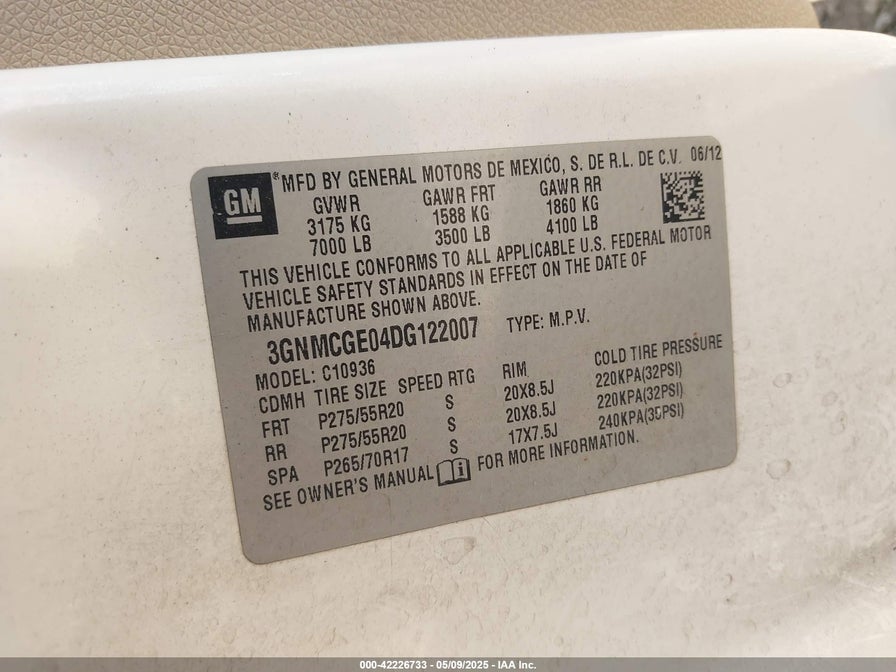 GM
® MFD BY GENERAL MOTORS DE MEXICO, S. DE R.L. DE C.V. 06/12
GVWR GAWR FRT GAWR RR
3175 KG 1588 KG 1860 KG
7000 LB 3500 LB 4100 LB
THIS VEHICLE CONFORMS TO ALL APPLICABLE U.S. FEDERAL MOTOR
VEHICLE SAFETY STANDARDS IN EFFECT ON THE DATE OF
MANUFACTURE SHOWN ABOVE.
3GNMCGE04DG122007 TYPE: M.P.V.
MODEL: C10936
CDMH TIRE SIZE SPEED RTG RIM COLD TIRE PRESSURE
FRT P275/55R20 S 20X8.5J 220KPA(32PSI)
RR P275/55R20 S 20X8.5J 220KPA(32PSI)
SPA P265/70R17 S 17X7.5J 240KPA(35PSI)
SEE OWNER'S MANUAL FOR MORE INFORMATION.
000-42226733 - 05/09/2025 - IAA Inc.